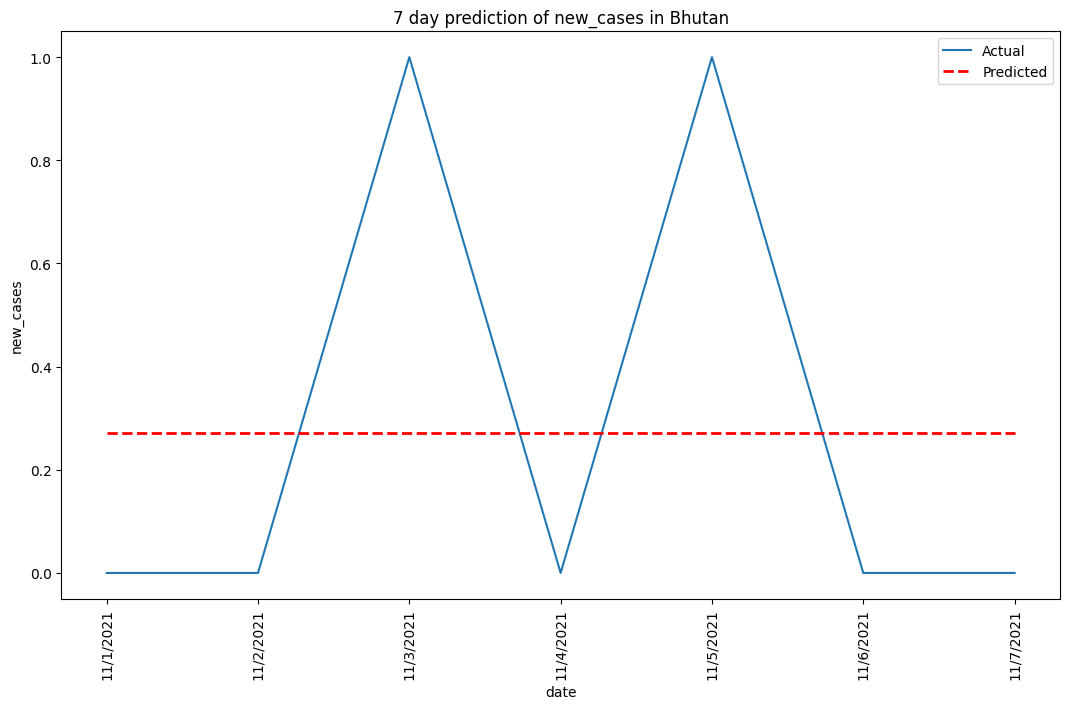 7 day prediction of new_cases in Bhutan
Actual
Predicted
1.0
0.8
0.6
0.4
0.2
0.0
new_cases
11/1/2021
11/2/2021
11/3/2021
11/4/2021
11/5/2021
11/6/2021
11/7/2021
date